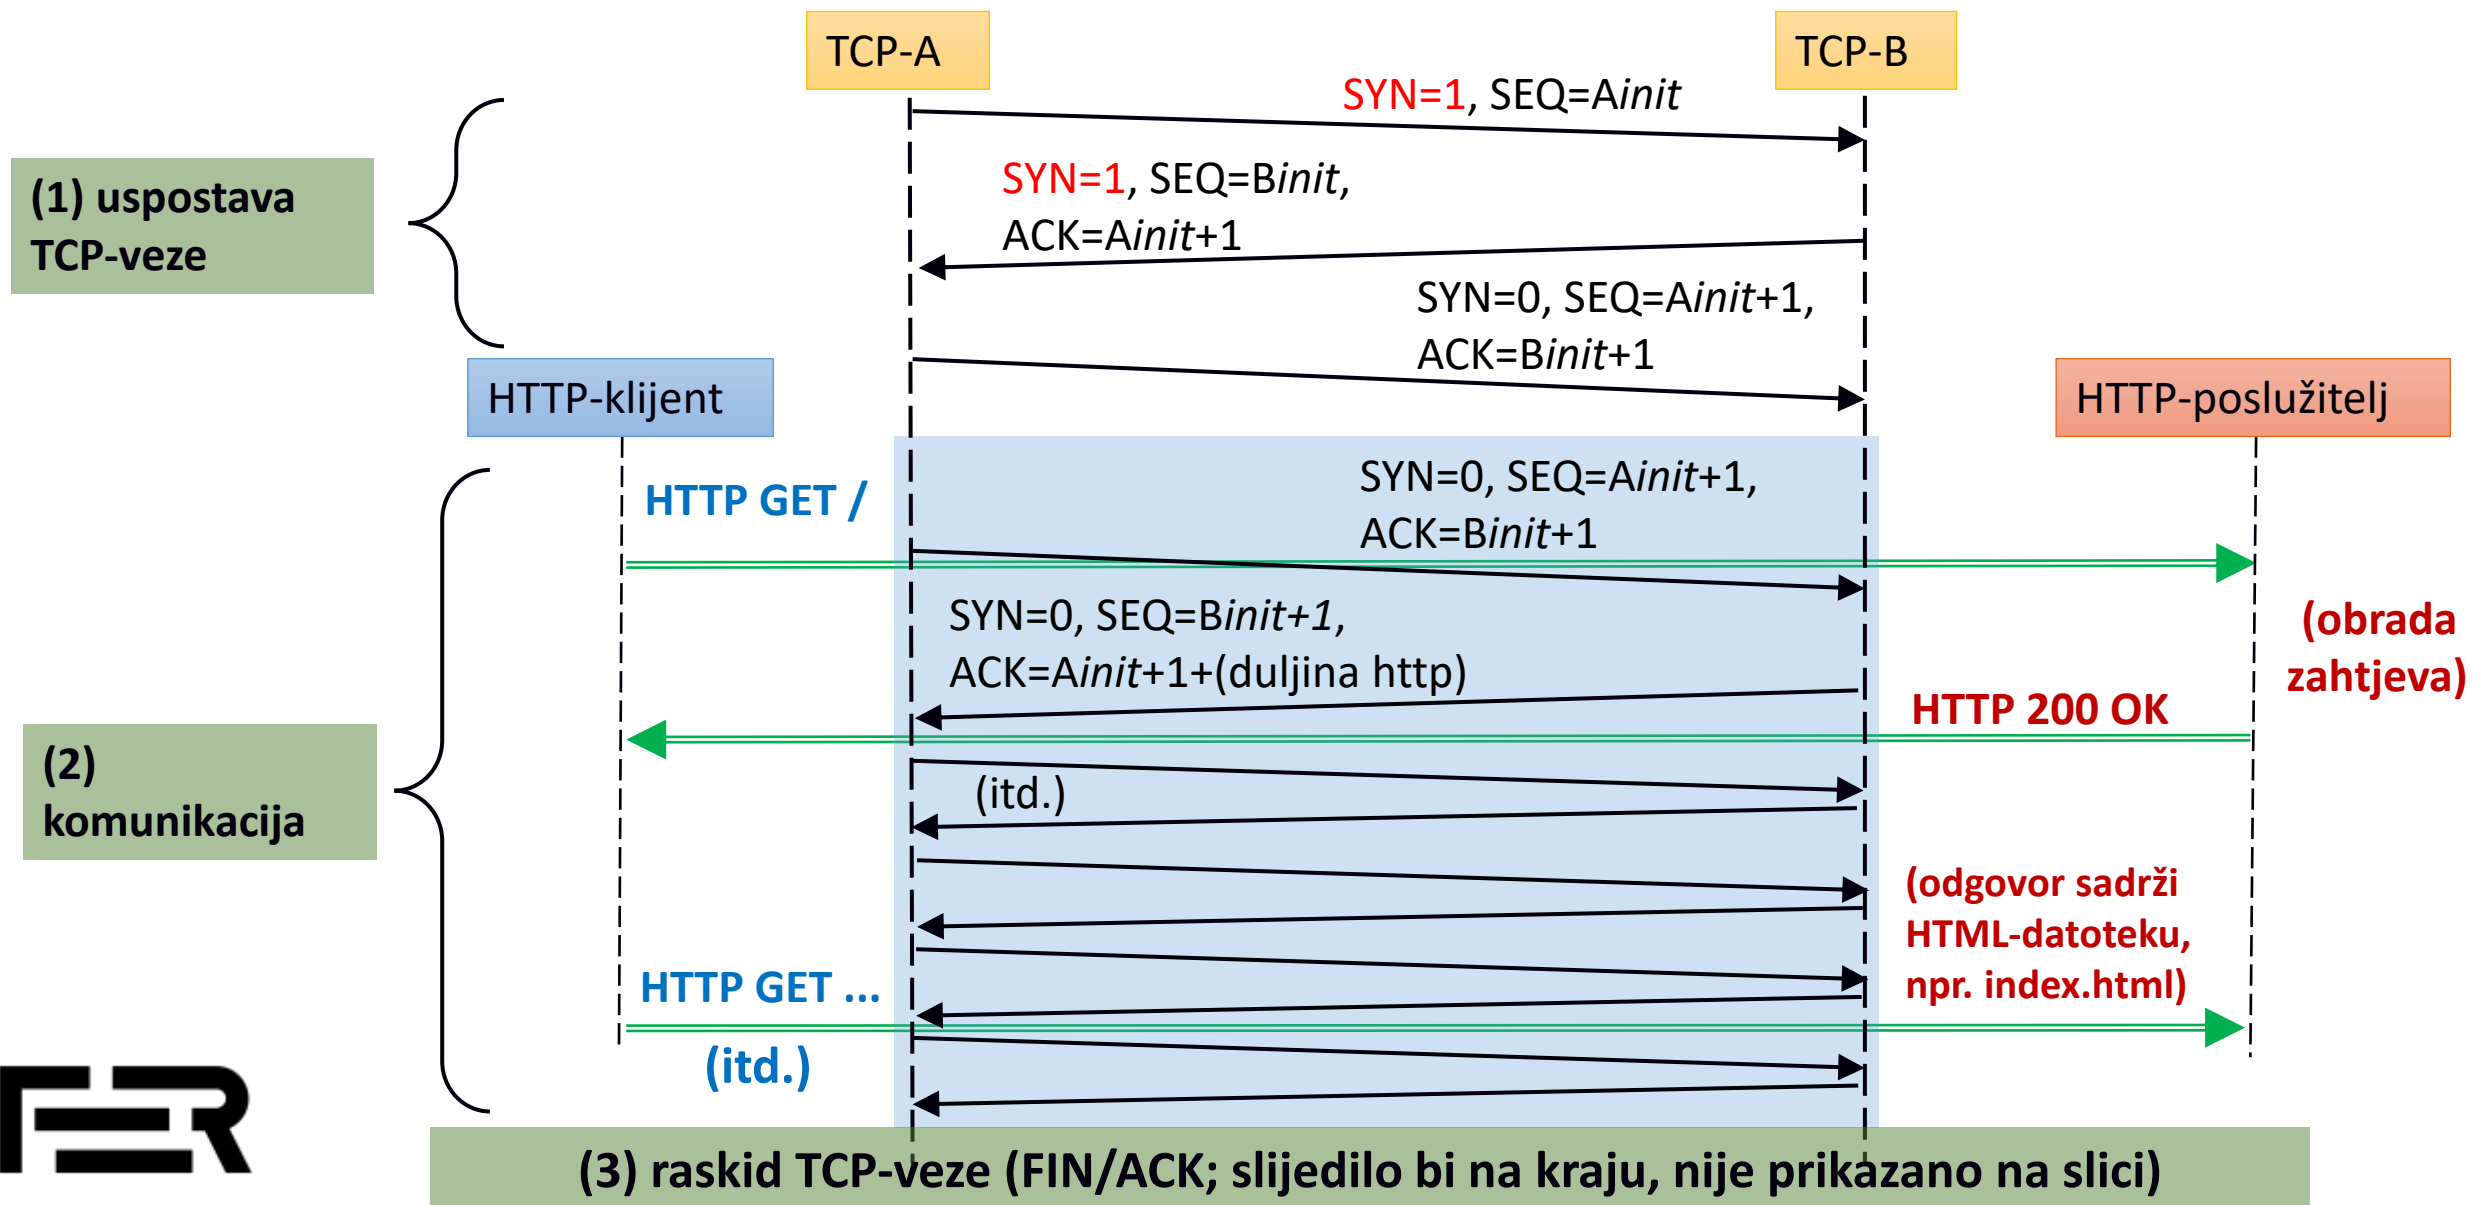 TCP-A
TCP-B
SYN=1, SEQ=Ainit
SYN=1, SEQ=Binit,
ACK=Ainit+1
(1) uspostava
TCP-veze
SYN=0, SEQ=Ainit+1,
ACK=Binit+1
HTTP-klijent
HTTP-poslužitelj
HTTP GET /
SYN=0, SEQ=Ainit+1,
ACK=Binit+1
SYN=0, SEQ=Binit+1,
ACK=Ainit+1+(duljina http)
(obrada
zahtjeva)
HTTP 200 OK
(2)
komunikacija
(itd.)
(odgovor sadrži
HTML-datoteku,
npr. index.html)
HTTP GET ...
(itd.)
FER
(3) raskid TCP-veze (FIN/ACK; slijedilo bi na kraju, nije prikazano na slici)